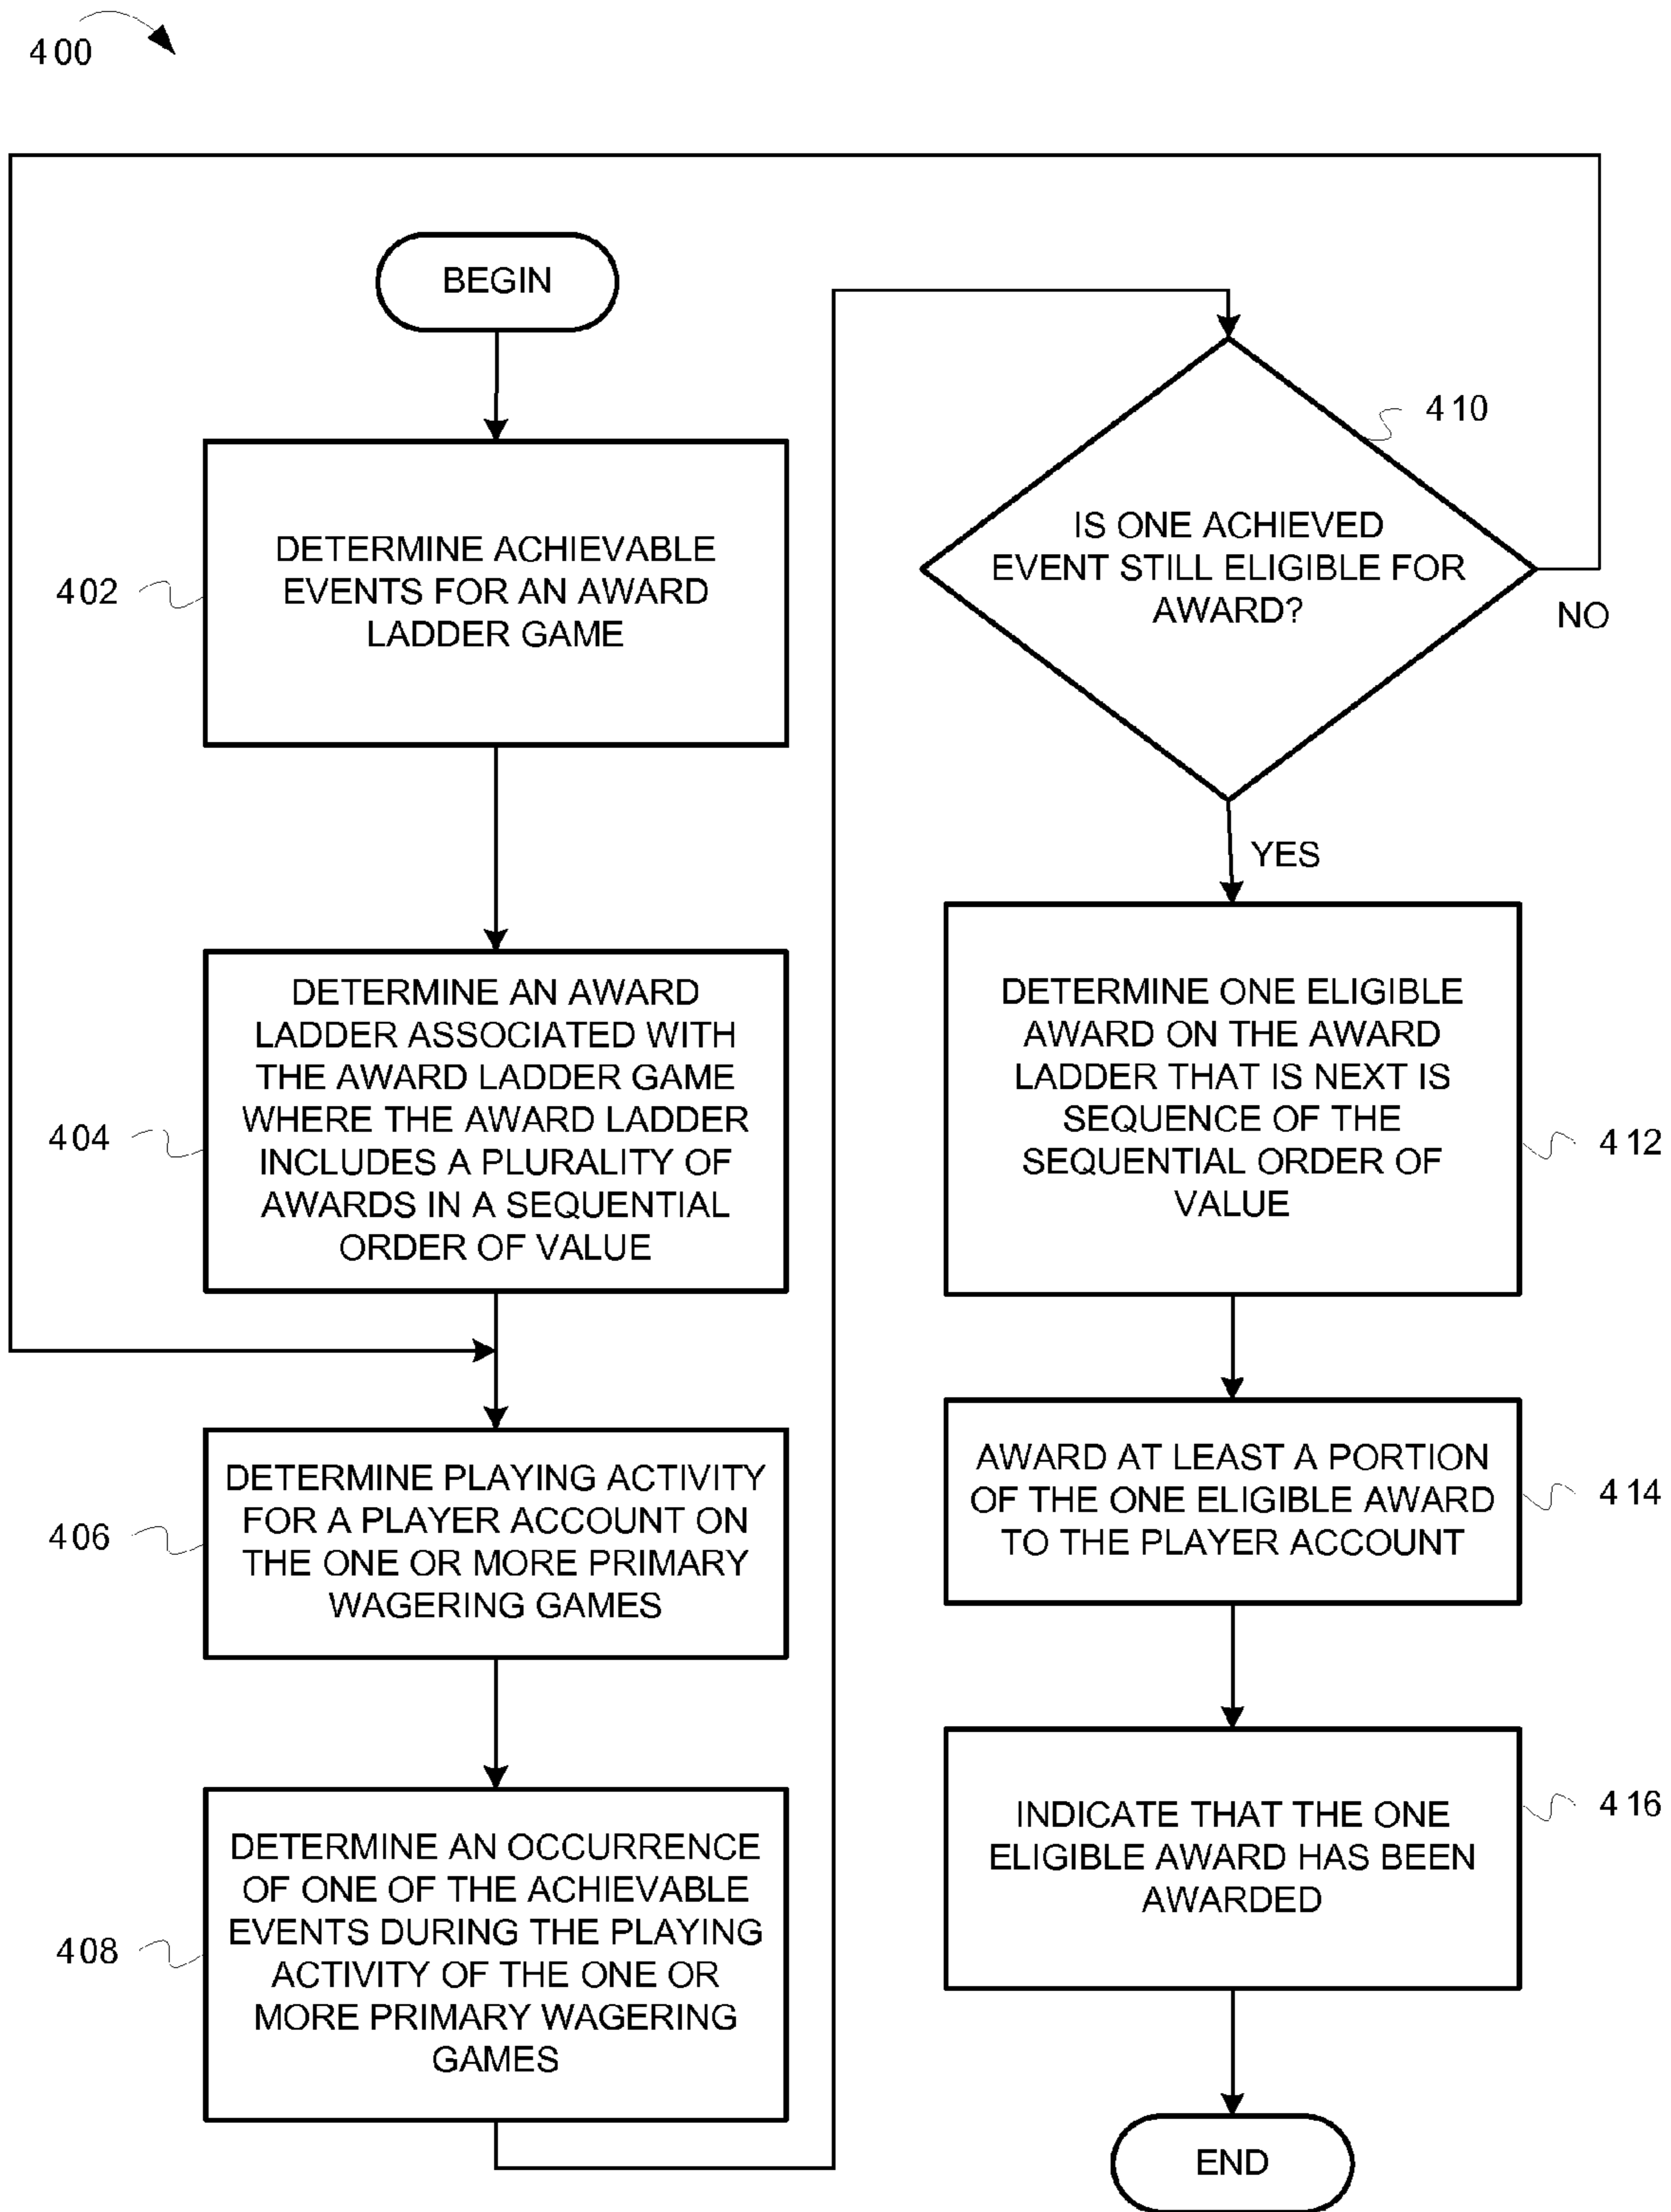 400
BEGIN
402
DETERMINE ACHIEVABLE
EVENTS FOR AN AWARD
LADDER GAME
404
DETERMINE AN AWARD
LADDER ASSOCIATED WITH
THE AWARD LADDER GAME
WHERE THE AWARD LADDER
INCLUDES A PLURALITY OF
AWARDS IN A SEQUENTIAL
ORDER OF VALUE
406
DETERMINE PLAYING ACTIVITY
FOR A PLAYER ACCOUNT ON
THE ONE OR MORE PRIMARY
WAGERING GAMES
408
DETERMINE AN OCCURRENCE
OF ONE OF THE ACHIEVABLE
EVENTS DURING THE PLAYING
ACTIVITY OF THE ONE OR
MORE PRIMARY WAGERING
GAMES
410
IS ONE ACHIEVED
EVENT STILL ELIGIBLE FOR
AWARD?
NO
YES
DETERMINE ONE ELIGIBLE
AWARD ON THE AWARD
LADDER THAT IS NEXT IS
SEQUENCE OF THE
SEQUENTIAL ORDER OF
VALUE
412
AWARD AT LEAST A PORTION
OF THE ONE ELIGIBLE AWARD
TO THE PLAYER ACCOUNT
414
INDICATE THAT THE ONE
ELIGIBLE AWARD HAS BEEN
AWARDED
416
END